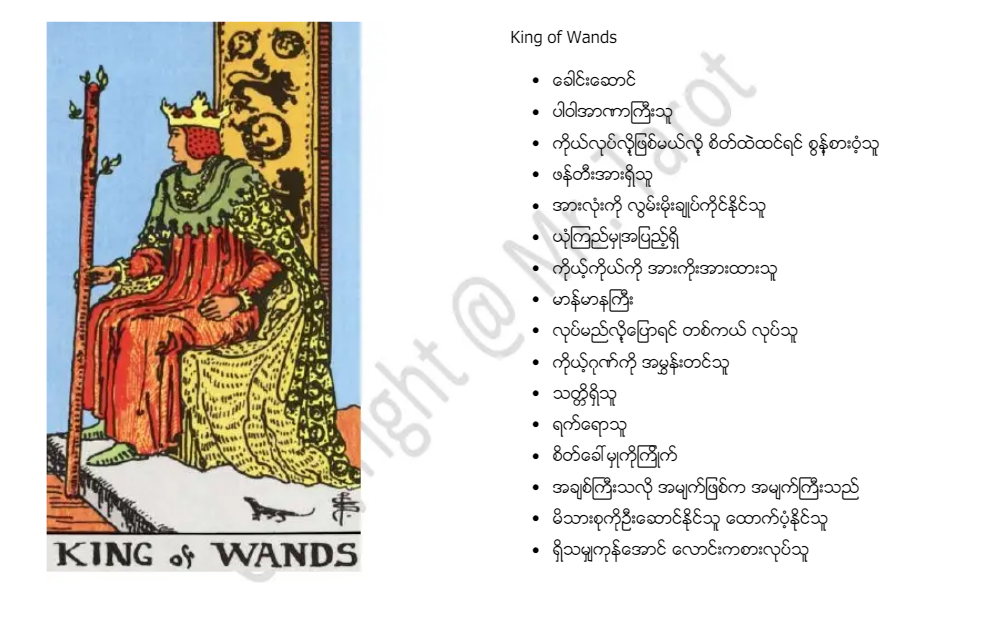 King of Wands
• ခေါင်းဆောင်
• ပါဝါအာဏာကြီးသူ
• ကိုယ်လုပ်လို့ဖြစ်မယ်လို့ စိတ်ထဲထင်ရင် စွန့်စားဝံ့သူ
• ဖန်တီးအားရှိသူ
• အားလုံးကို လွမ်းမိုးချုပ်ကိုင်နိုင်သူ
• ယုံကြည်မှုအပြည့်ရှိ
• ကိုယ့်ကိုယ်ကို အားကိုးအားထားသူ
• မာန်မာနကြီး
• လုပ်မည်လို့ပြောရင် တစ်ကယ် လုပ်သူ
• ကိုယ့်ဂုဏ်ကို အမွှန်းတင်သူ
• သတ္တိရှိသူ
• ရက်ရောသူ
• စိတ်ခေါ်မှုကိုကြိုက်
• အချစ်ကြီးသလို အမျက်ဖြစ်က အမျက်ကြီးသည်
• မိသားစုကိုဦးဆောင်နိုင်သူ ထောက်ပံ့နိုင်သူ
• ရှိသမျှကုန်အောင် လောင်းကစားလုပ်သူ
KING of WANDS
right @ Mr. Tarot